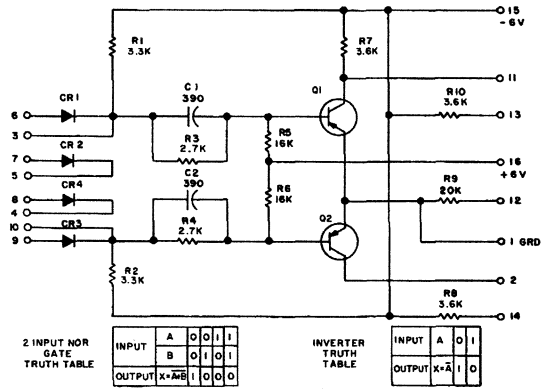 15
-6V
R1
3.3K
R7
3.6K
11
C1
390
Q1
R10
3.6K
13
6
CR1
3
R3
2.7K
R5
16K
7
CR2
5
16
+6V
C2
390
8
CR4
4
R6
16K
R9
20K
12
10
CR3
9
R4
2.7K
Q2
1 GRD
2
R2
3.3K
R8
3.6K
14
2 INPUT NOR
GATE
TRUTH TABLE
INPUT A 0 0 1 1
B 0 1 0 1
OUTPUT X=A+B 1 0 0 0
INVERTER
TRUTH
TABLE
INPUT A 0 1
OUTPUT X=A̅ 1 0